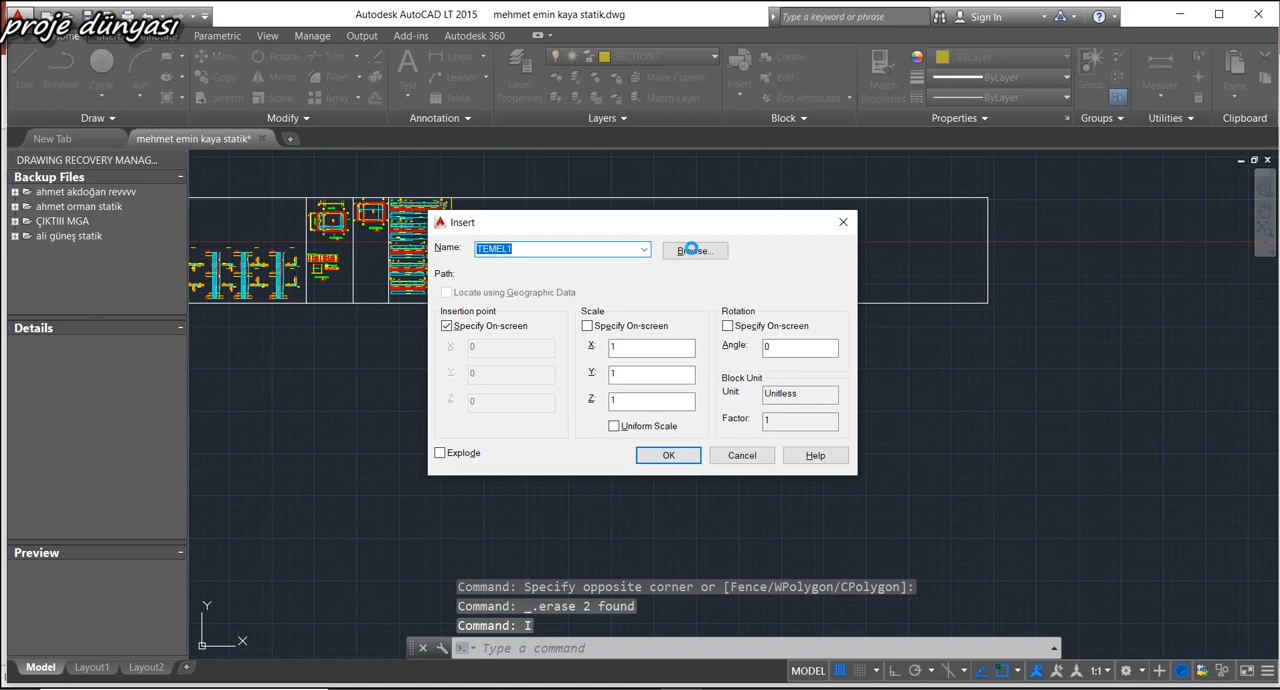 Autodesk AutoCAD LT 2015 mehmet emin kaya statik.dwg
Type a keyword or phrase
Sign In
proje dünyası
Home Insert Annotate Parametric View Manage Output Add-ins Autodesk 360
Line Polyline Circle Arc
Move Rotate Trim
Copy Mirror Fillet
Stretch Scale Array
Text Linear
Leader
Table
Layer Properties
SECTION3
Make Current
Match Layer
Insert Create
Edit
Edit Attributes
Match Properties
ByLayer
ByLayer
ByLayer
Group Measure Paste
Draw Modify Annotation Layers Block Properties Groups Utilities Clipboard
New Tab mehmet emin kaya statik*
DRAWING RECOVERY MANAG...
Backup Files
ahmet akdoğan revvvv
ahmet orman statik
ÇIKTIII MGA
ali güneş statik
Details
Preview
Insert
Name: TEMEL1 Browse...
Path:
Locate using Geographic Data
Insertion point Scale Rotation
Specify On-screen Specify On-screen Specify On-screen
X: 0 X: 1 Angle: 0
Y: 0 Y: 1
Block Unit
Unit: Unitless
Z: 0 Z: 1
Factor: 1
Uniform Scale
Explode OK Cancel Help
Command: Specify opposite corner or [Fence/WPolygon/CPolygon]:
Command: _.erase 2 found
Command: I
Type a command
Y
X
Model Layout1 Layout2
MODEL 1:1